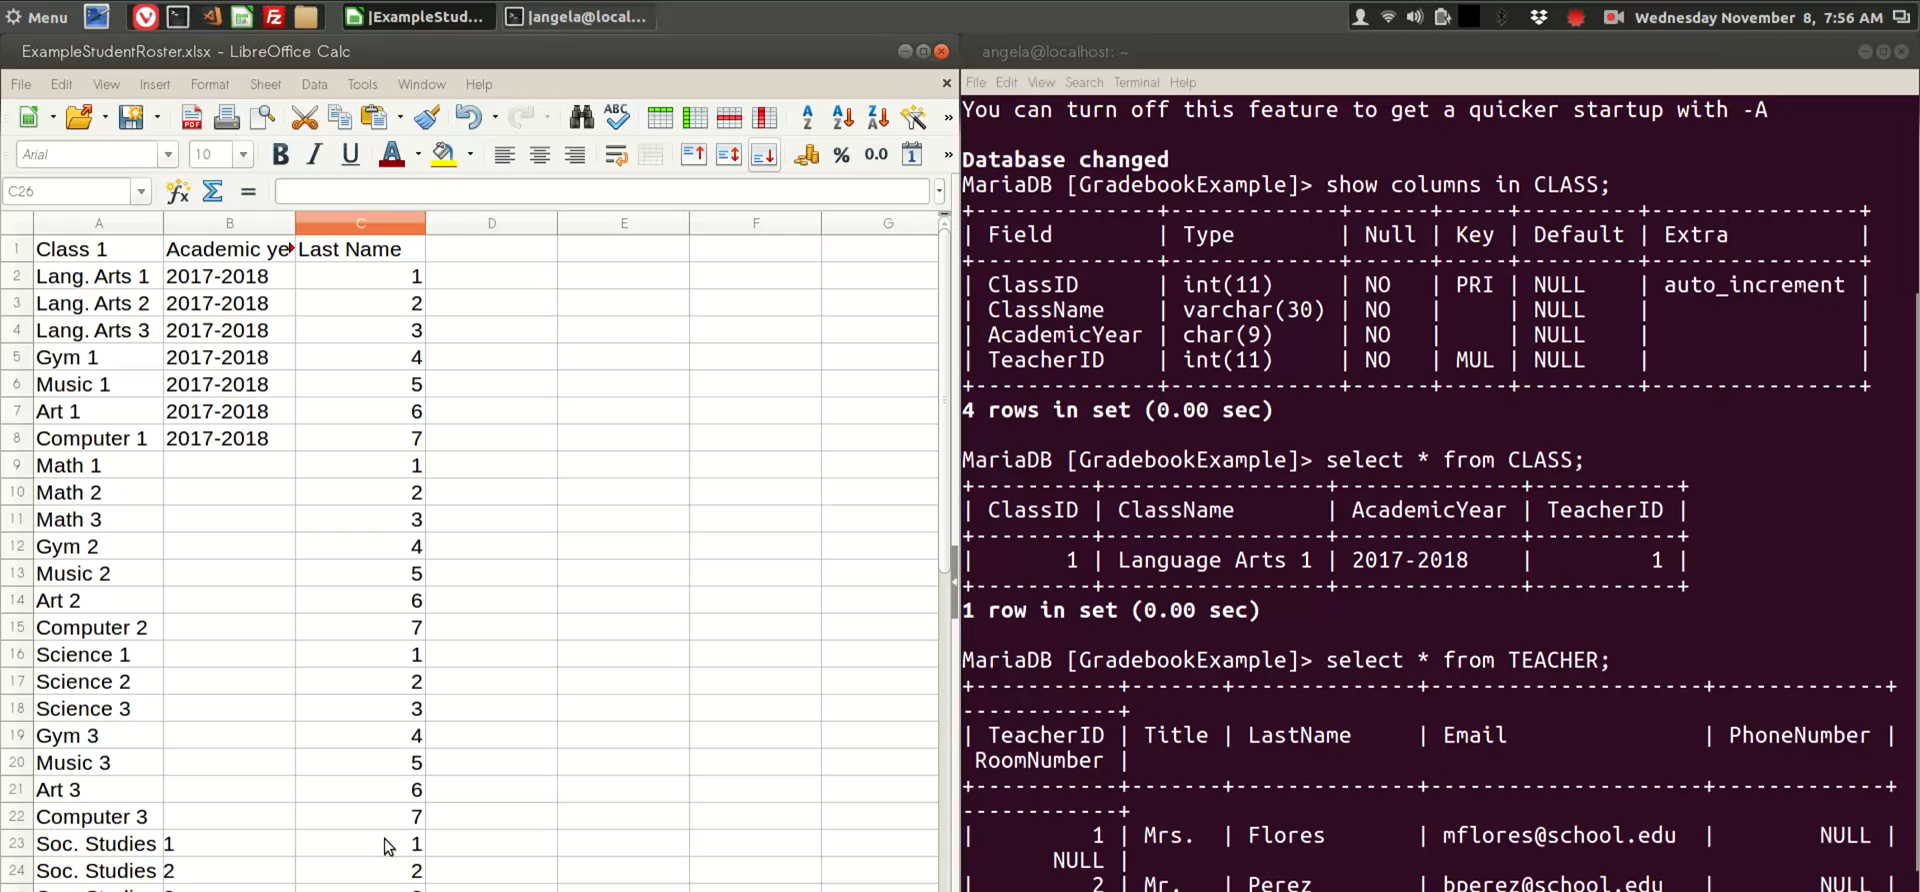 Menu
|ExampleStud...
|angela@local...
Wednesday November 8, 7:56 AM
ExampleStudentRoster.xlsx - LibreOffice Calc
File Edit View Insert Format Sheet Data Tools Window Help
Arial 10
C26
A B C D E F G
1 Class 1 Academic ye Last Name
2 Lang. Arts 1 2017-2018 1
3 Lang. Arts 2 2017-2018 2
4 Lang. Arts 3 2017-2018 3
5 Gym 1 2017-2018 4
6 Music 1 2017-2018 5
7 Art 1 2017-2018 6
8 Computer 1 2017-2018 7
9 Math 1 1
10 Math 2 2
11 Math 3 3
12 Gym 2 4
13 Music 2 5
14 Art 2 6
15 Computer 2 7
16 Science 1 1
17 Science 2 2
18 Science 3 3
19 Gym 3 4
20 Music 3 5
21 Art 3 6
22 Computer 3 7
23 Soc. Studies 1 1
24 Soc. Studies 2 2
angela@localhost: ~
File Edit View Search Terminal Help
You can turn off this feature to get a quicker startup with -A
Database changed
MariaDB [GradebookExample]> show columns in CLASS;
+--------------+-------------+------+-----+---------+----------------+
| Field | Type | Null | Key | Default | Extra |
+--------------+-------------+------+-----+---------+----------------+
| ClassID | int(11) | NO | PRI | NULL | auto_increment |
| ClassName | varchar(30) | NO | | NULL | |
| AcademicYear | char(9) | NO | | NULL | |
| TeacherID | int(11) | NO | MUL | NULL | |
+--------------+-------------+------+-----+---------+----------------+
4 rows in set (0.00 sec)
MariaDB [GradebookExample]> select * from CLASS;
+---------+-----------------+--------------+-----------+
| ClassID | ClassName | AcademicYear | TeacherID |
+---------+-----------------+--------------+-----------+
| 1 | Language Arts 1 | 2017-2018 | 1 |
+---------+-----------------+--------------+-----------+
1 row in set (0.00 sec)
MariaDB [GradebookExample]> select * from TEACHER;
+-----------+-------+--------------+---------------------+-------------+
------------+
| TeacherID | Title | LastName | Email | PhoneNumber |
RoomNumber |
+-----------+-------+--------------+---------------------+-------------+
------------+
| 1 | Mrs. | Flores | mflores@school.edu | NULL |
NULL |
| 2 | Mr. | Perez | bperez@school.edu | NULL |